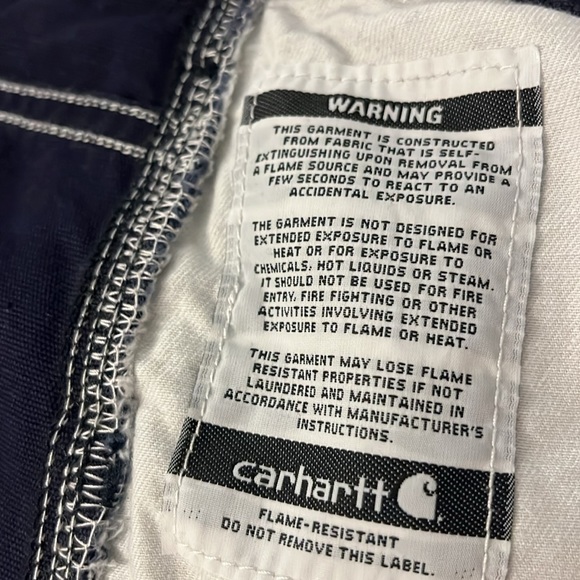 WARNING
THIS GARMENT IS CONSTRUCTED
FROM FABRIC THAT IS SELF-
EXTINGUISHING UPON REMOVAL FROM
A FLAME SOURCE AND MAY PROVIDE A
FEW SECONDS TO REACT TO AN
ACCIDENTAL EXPOSURE.
THE GARMENT IS NOT DESIGNED FOR
EXTENDED EXPOSURE TO FLAME OR
HEAT OR FOR EXPOSURE TO
CHEMICALS, HOT LIQUIDS OR STEAM.
IT SHOULD NOT BE USED FOR FIRE
ENTRY, FIRE FIGHTING OR OTHER
ACTIVITIES INVOLVING EXTENDED
EXPOSURE TO FLAME OR HEAT.
THIS GARMENT MAY LOSE FLAME
RESISTANT PROPERTIES IF NOT
LAUNDERED AND MAINTAINED IN
ACCORDANCE WITH MANUFACTURER'S
INSTRUCTIONS.
carhartt
FLAME-RESISTANT
DO NOT REMOVE THIS LABEL.